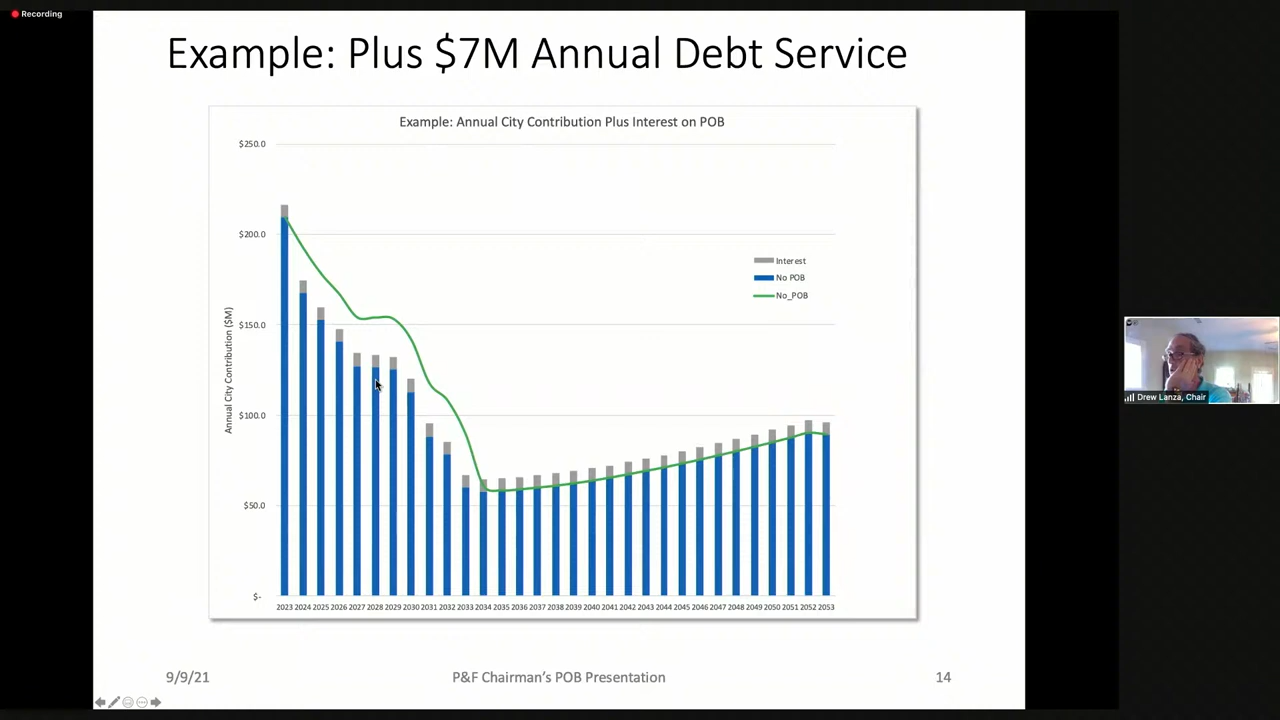 Recording
Example: Plus $7M Annual Debt Service
Example: Annual City Contribution Plus Interest on POB
$250.0
$200.0
$150.0
$100.0
$50.0
$-
Annual City Contribution ($M)
Interest
No POB
No_POB
2023 2024 2025 2026 2027 2028 2029 2030 2031 2032 2033 2034 2035 2036 2037 2038 2039 2040 2041 2042 2043 2044 2045 2046 2047 2048 2049 2050 2051 2052 2053
9/9/21 P&F Chairman's POB Presentation 14
Drew Lanza, Chair